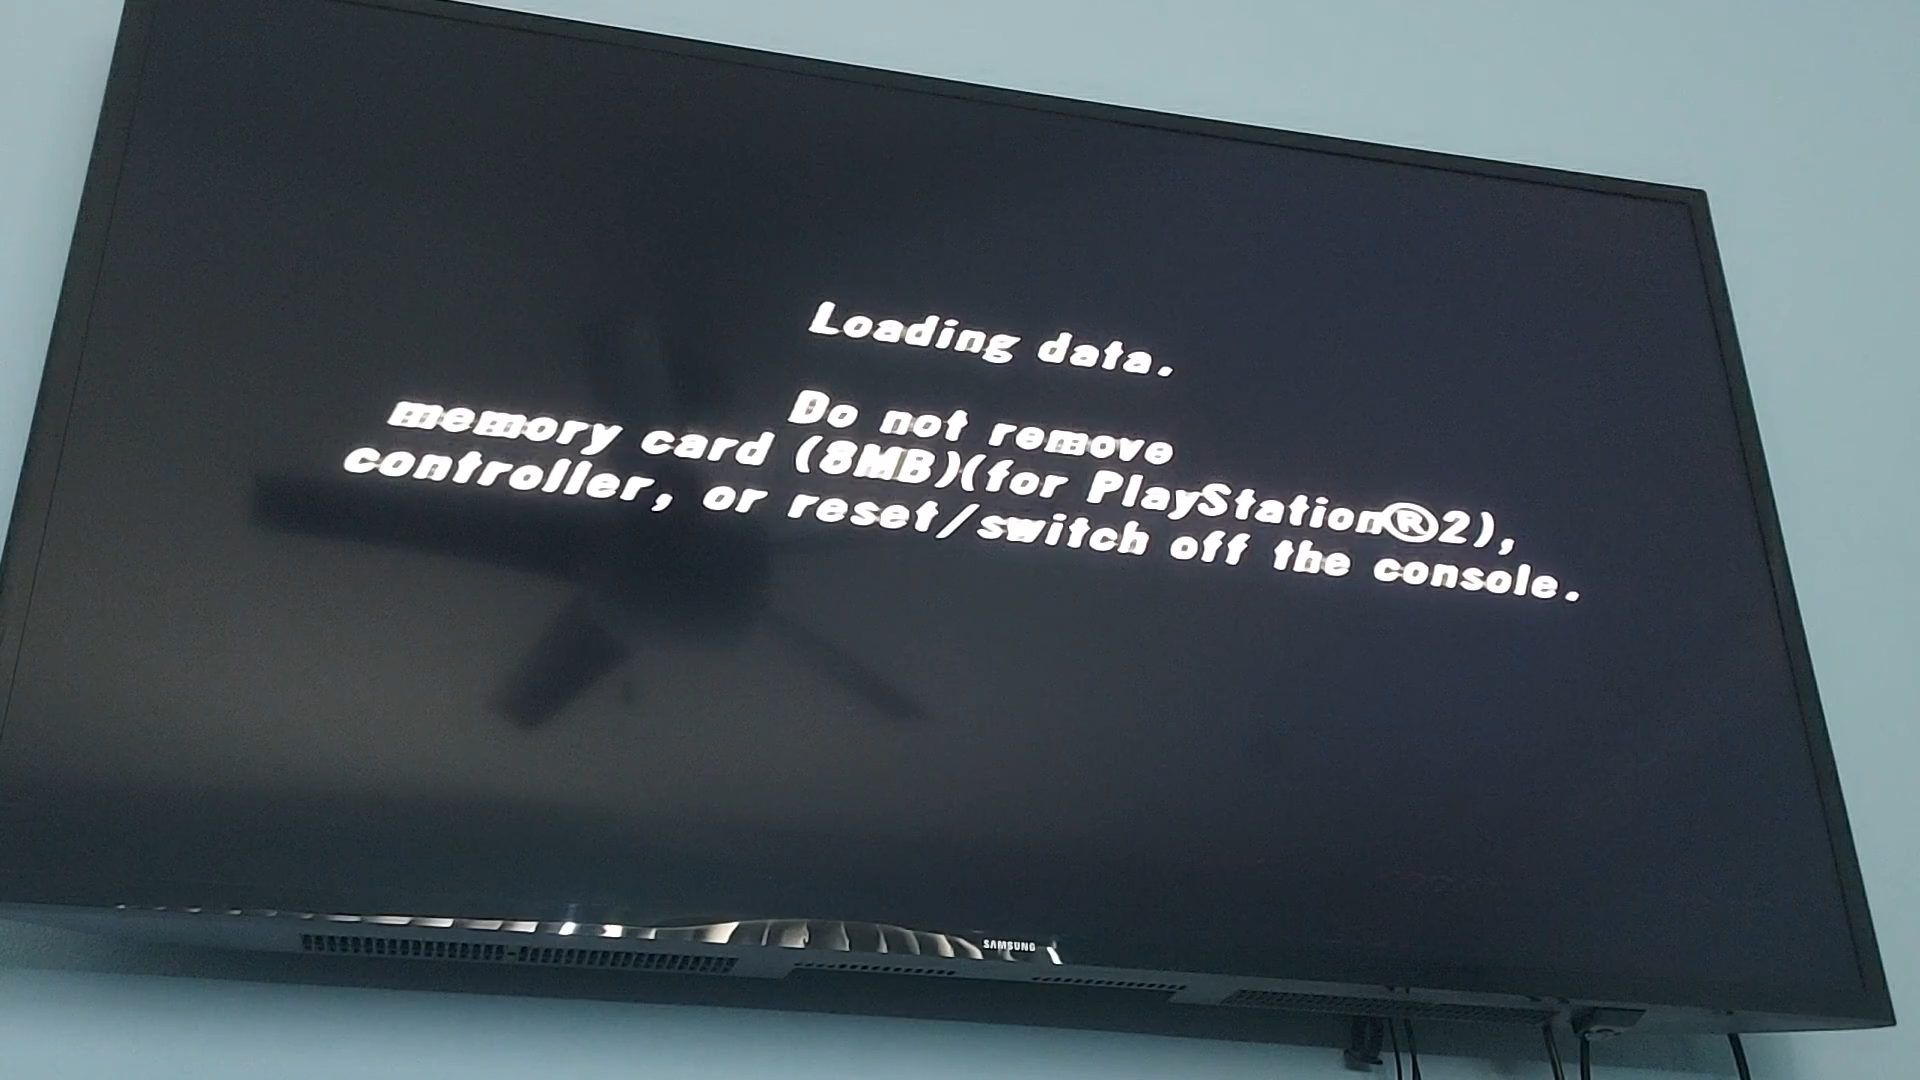 Loading data.
Do not remove
memory card (8MB)(for PlayStation®2),
controller, or reset/switch off the console.
SAMSUNG